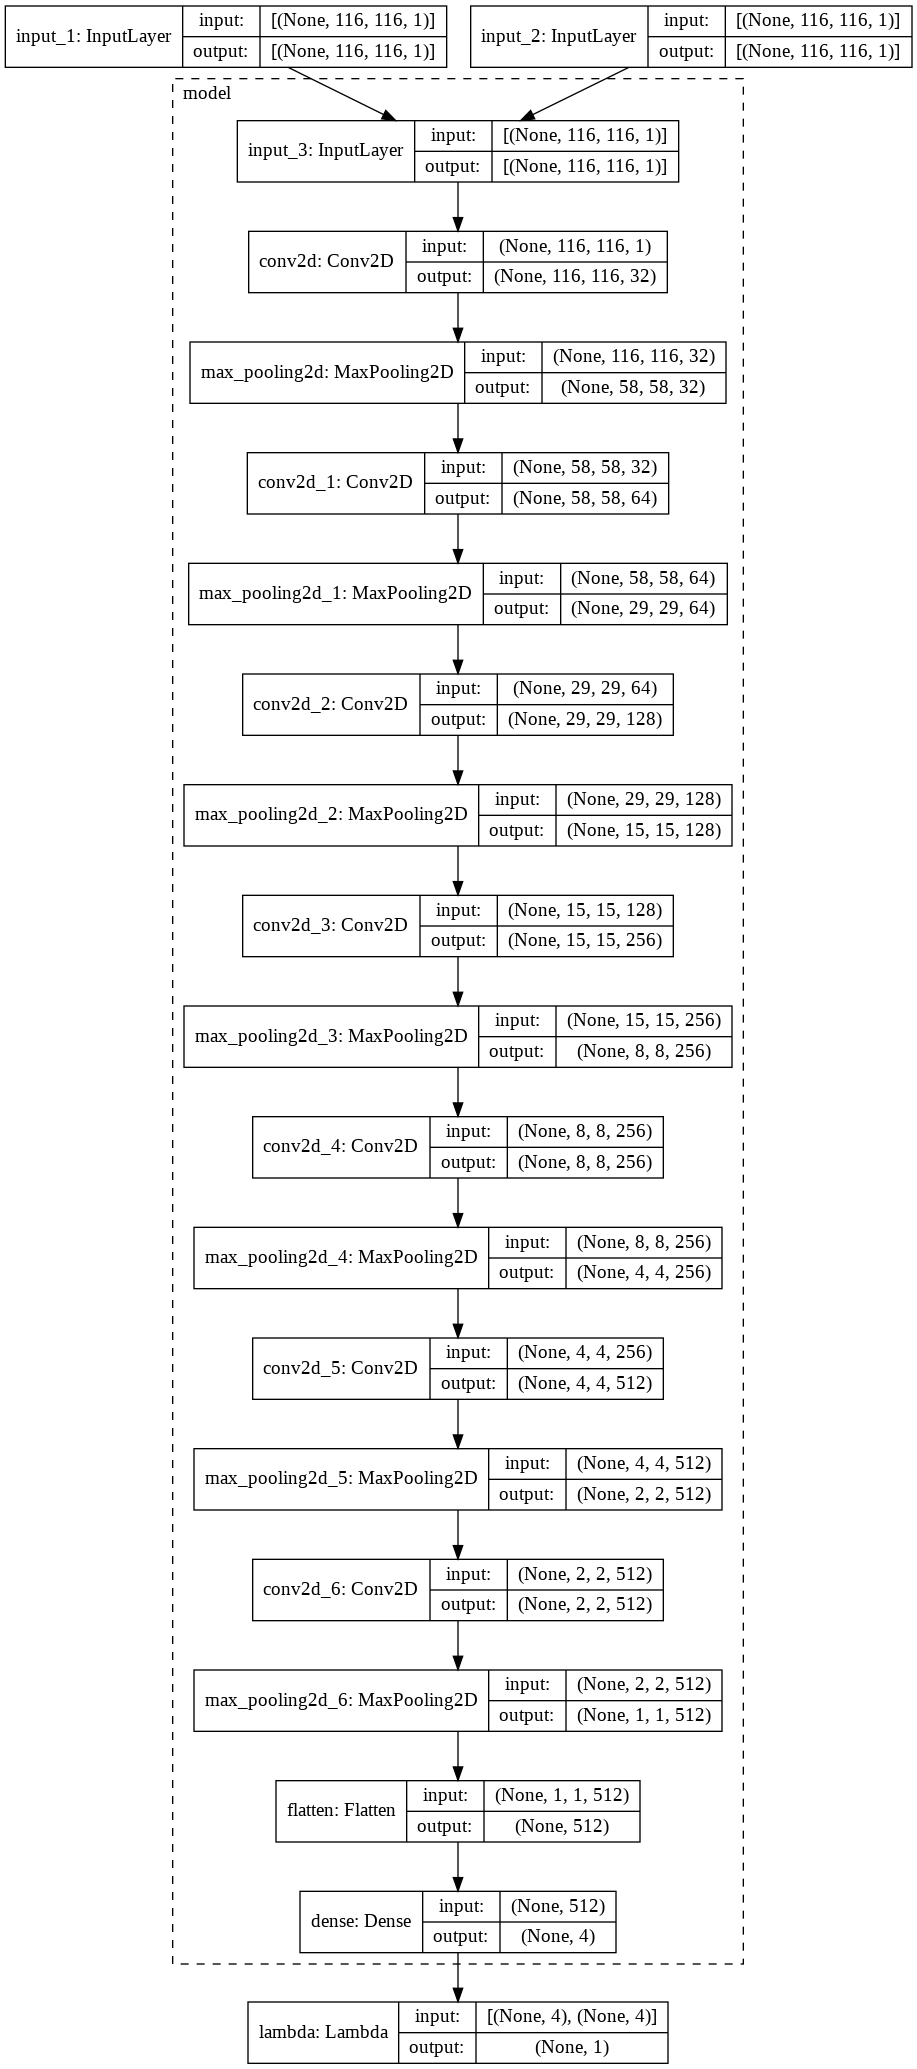 input_1: InputLayer input: [(None, 116, 116, 1)]
output: [(None, 116, 116, 1)]
input_2: InputLayer input: [(None, 116, 116, 1)]
output: [(None, 116, 116, 1)]
model
input_3: InputLayer input: [(None, 116, 116, 1)]
output: [(None, 116, 116, 1)]
conv2d: Conv2D input: (None, 116, 116, 1)
output: (None, 116, 116, 32)
max_pooling2d: MaxPooling2D input: (None, 116, 116, 32)
output: (None, 58, 58, 32)
conv2d_1: Conv2D input: (None, 58, 58, 32)
output: (None, 58, 58, 64)
max_pooling2d_1: MaxPooling2D input: (None, 58, 58, 64)
output: (None, 29, 29, 64)
conv2d_2: Conv2D input: (None, 29, 29, 64)
output: (None, 29, 29, 128)
max_pooling2d_2: MaxPooling2D input: (None, 29, 29, 128)
output: (None, 15, 15, 128)
conv2d_3: Conv2D input: (None, 15, 15, 128)
output: (None, 15, 15, 256)
max_pooling2d_3: MaxPooling2D input: (None, 15, 15, 256)
output: (None, 8, 8, 256)
conv2d_4: Conv2D input: (None, 8, 8, 256)
output: (None, 8, 8, 256)
max_pooling2d_4: MaxPooling2D input: (None, 8, 8, 256)
output: (None, 4, 4, 256)
conv2d_5: Conv2D input: (None, 4, 4, 256)
output: (None, 4, 4, 512)
max_pooling2d_5: MaxPooling2D input: (None, 4, 4, 512)
output: (None, 2, 2, 512)
conv2d_6: Conv2D input: (None, 2, 2, 512)
output: (None, 2, 2, 512)
max_pooling2d_6: MaxPooling2D input: (None, 2, 2, 512)
output: (None, 1, 1, 512)
flatten: Flatten input: (None, 1, 1, 512)
output: (None, 512)
dense: Dense input: (None, 512)
output: (None, 4)
lambda: Lambda input: [(None, 4), (None, 4)]
output: (None, 1)